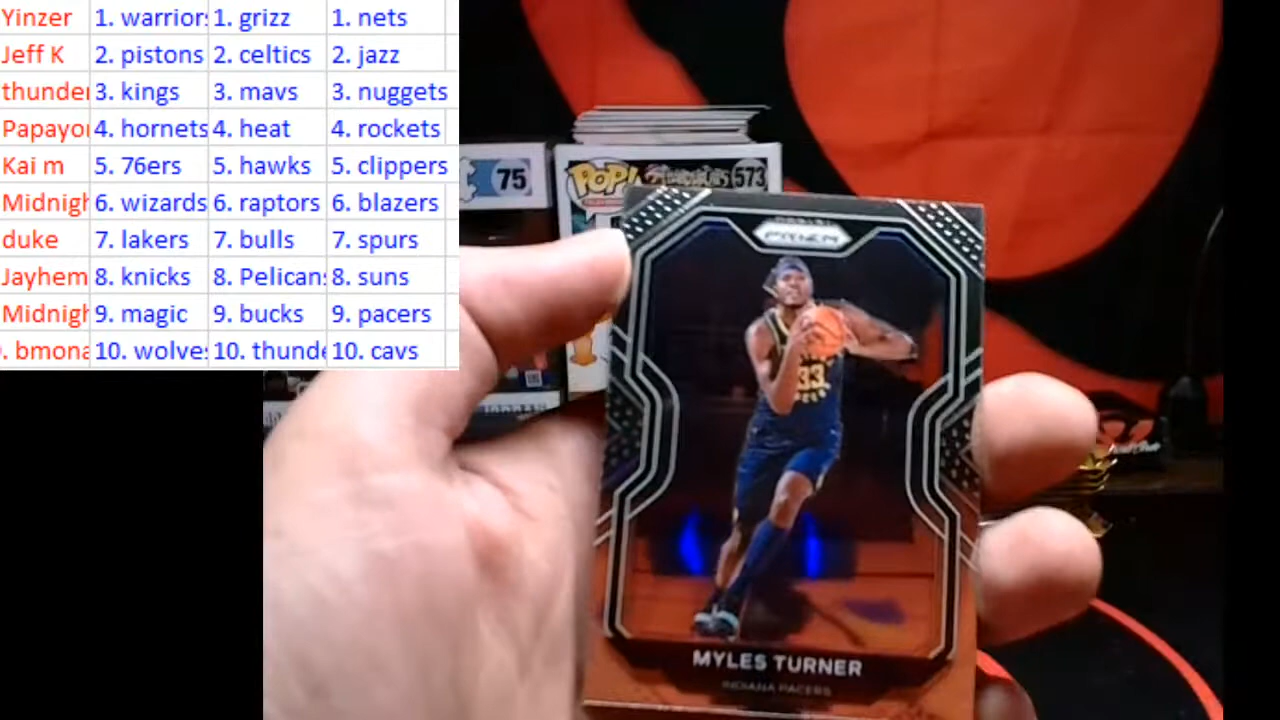 Yinzer 1. warrior: 1. grizz 1. nets
Jeff K 2. pistons 2. celtics 2. jazz
thunder 3. kings 3. mavs 3. nuggets
Papayo 4. hornets 4. heat 4. rockets
Kai m 5. 76ers 5. hawks 5. clippers
Midnigh 6. wizards 6. raptors 6. blazers
duke 7. lakers 7. bulls 7. spurs
Jayhem 8. knicks 8. Pelicans 8. suns
Midnigh 9. magic 9. bucks 9. pacers
. bmona 10. wolve 10. thunde 10. cavs
75
POP! 573
PANINI
PRIZM
33
MYLES TURNER
INDIANA PACERS